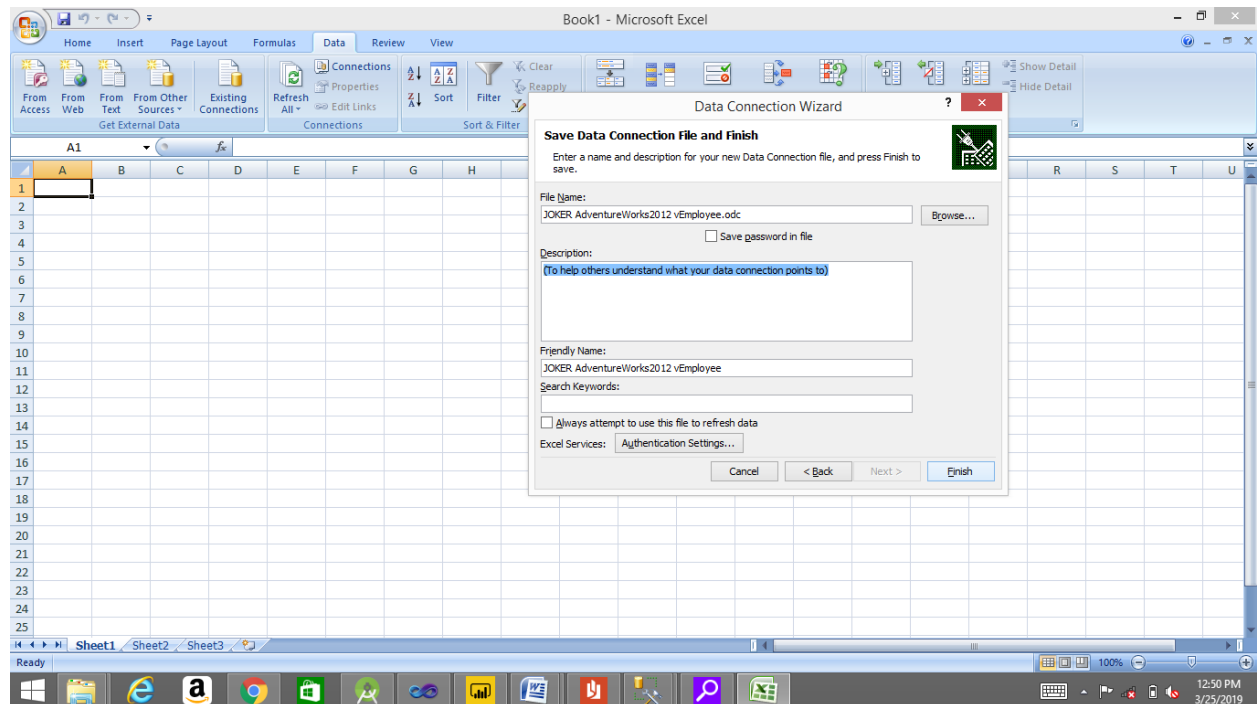 Book1 - Microsoft Excel
Home Insert Page Layout Formulas Data Review View
From Access
From Web
From Text
From Other Sources
Existing Connections
Get External Data
Refresh All
Connections
Properties
Edit Links
Connections
Sort
Filter
Clear
Reapply
Sort & Filter
Show Detail
Hide Detail
A1
fx
A B C D E F G H R S T U
1
2
3
4
5
6
7
8
9
10
11
12
13
14
15
16
17
18
19
20
21
22
23
24
25
Data Connection Wizard
? ×
Save Data Connection File and Finish
Enter a name and description for your new Data Connection file, and press Finish to
save.
File Name:
JOKER AdventureWorks2012 vEmployee.odc
Browse...
Save password in file
Description:
(To help others understand what your data connection points to)
Friendly Name:
JOKER AdventureWorks2012 vEmployee
Search Keywords:
Always attempt to use this file to refresh data
Excel Services: Authentication Settings...
Cancel < Back Next > Finish
Sheet1 Sheet2 Sheet3
Ready
100%
12:50 PM
3/25/2019